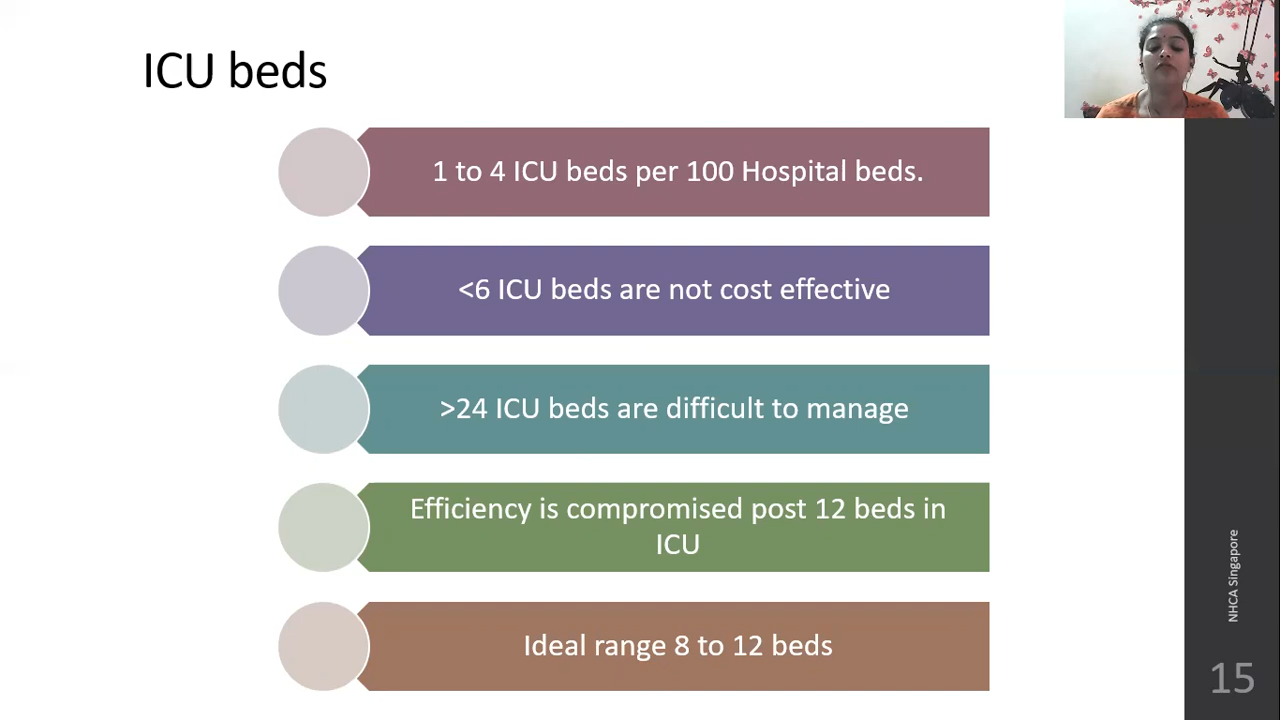 ICU beds
1 to 4 ICU beds per 100 Hospital beds.
<6 ICU beds are not cost effective
>24 ICU beds are difficult to manage
Efficiency is compromised post 12 beds in
ICU
Ideal range 8 to 12 beds
NHCA Singapore
15